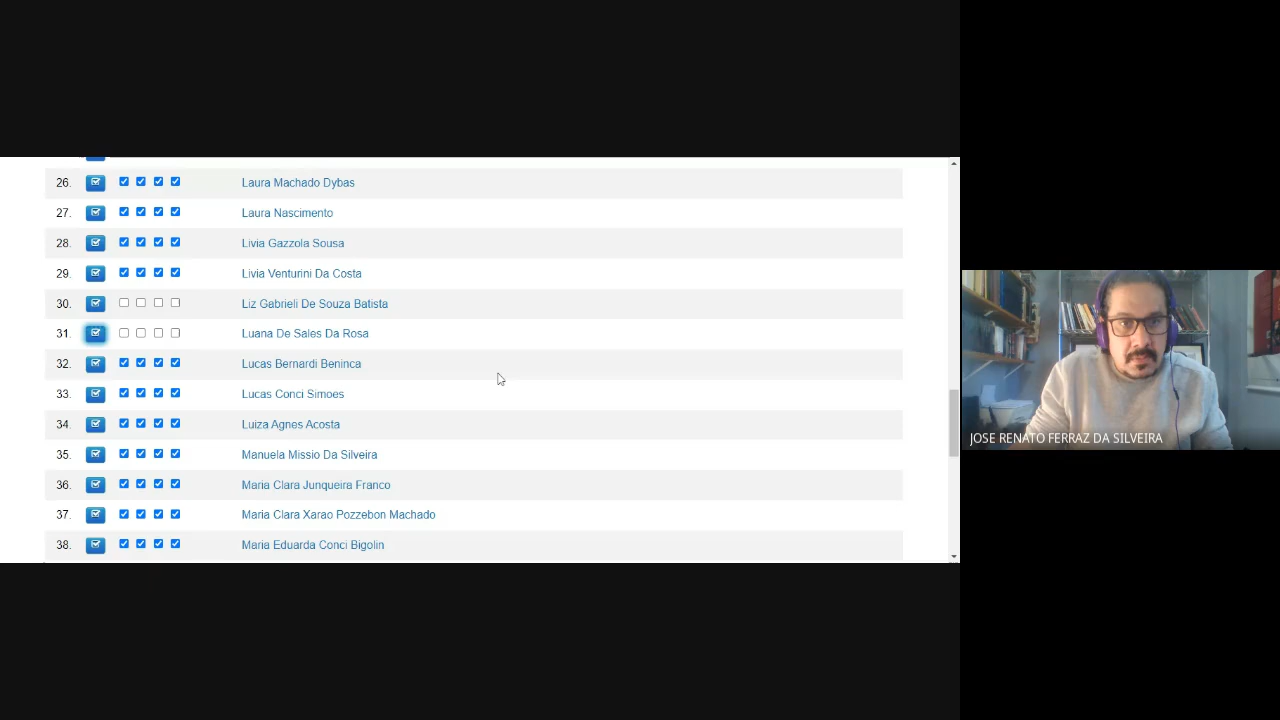 26. Laura Machado Dybas
27. Laura Nascimento
28. Livia Gazzola Sousa
29. Livia Venturini Da Costa
30. Liz Gabrieli De Souza Batista
31. Luana De Sales Da Rosa
32. Lucas Bernardi Beninca
33. Lucas Conci Simoes
34. Luiza Agnes Acosta
35. Manuela Missio Da Silveira
36. Maria Clara Junqueira Franco
37. Maria Clara Xarao Pozzebon Machado
38. Maria Eduarda Conci Bigolin
JOSE RENATO FERRAZ DA SILVEIRA